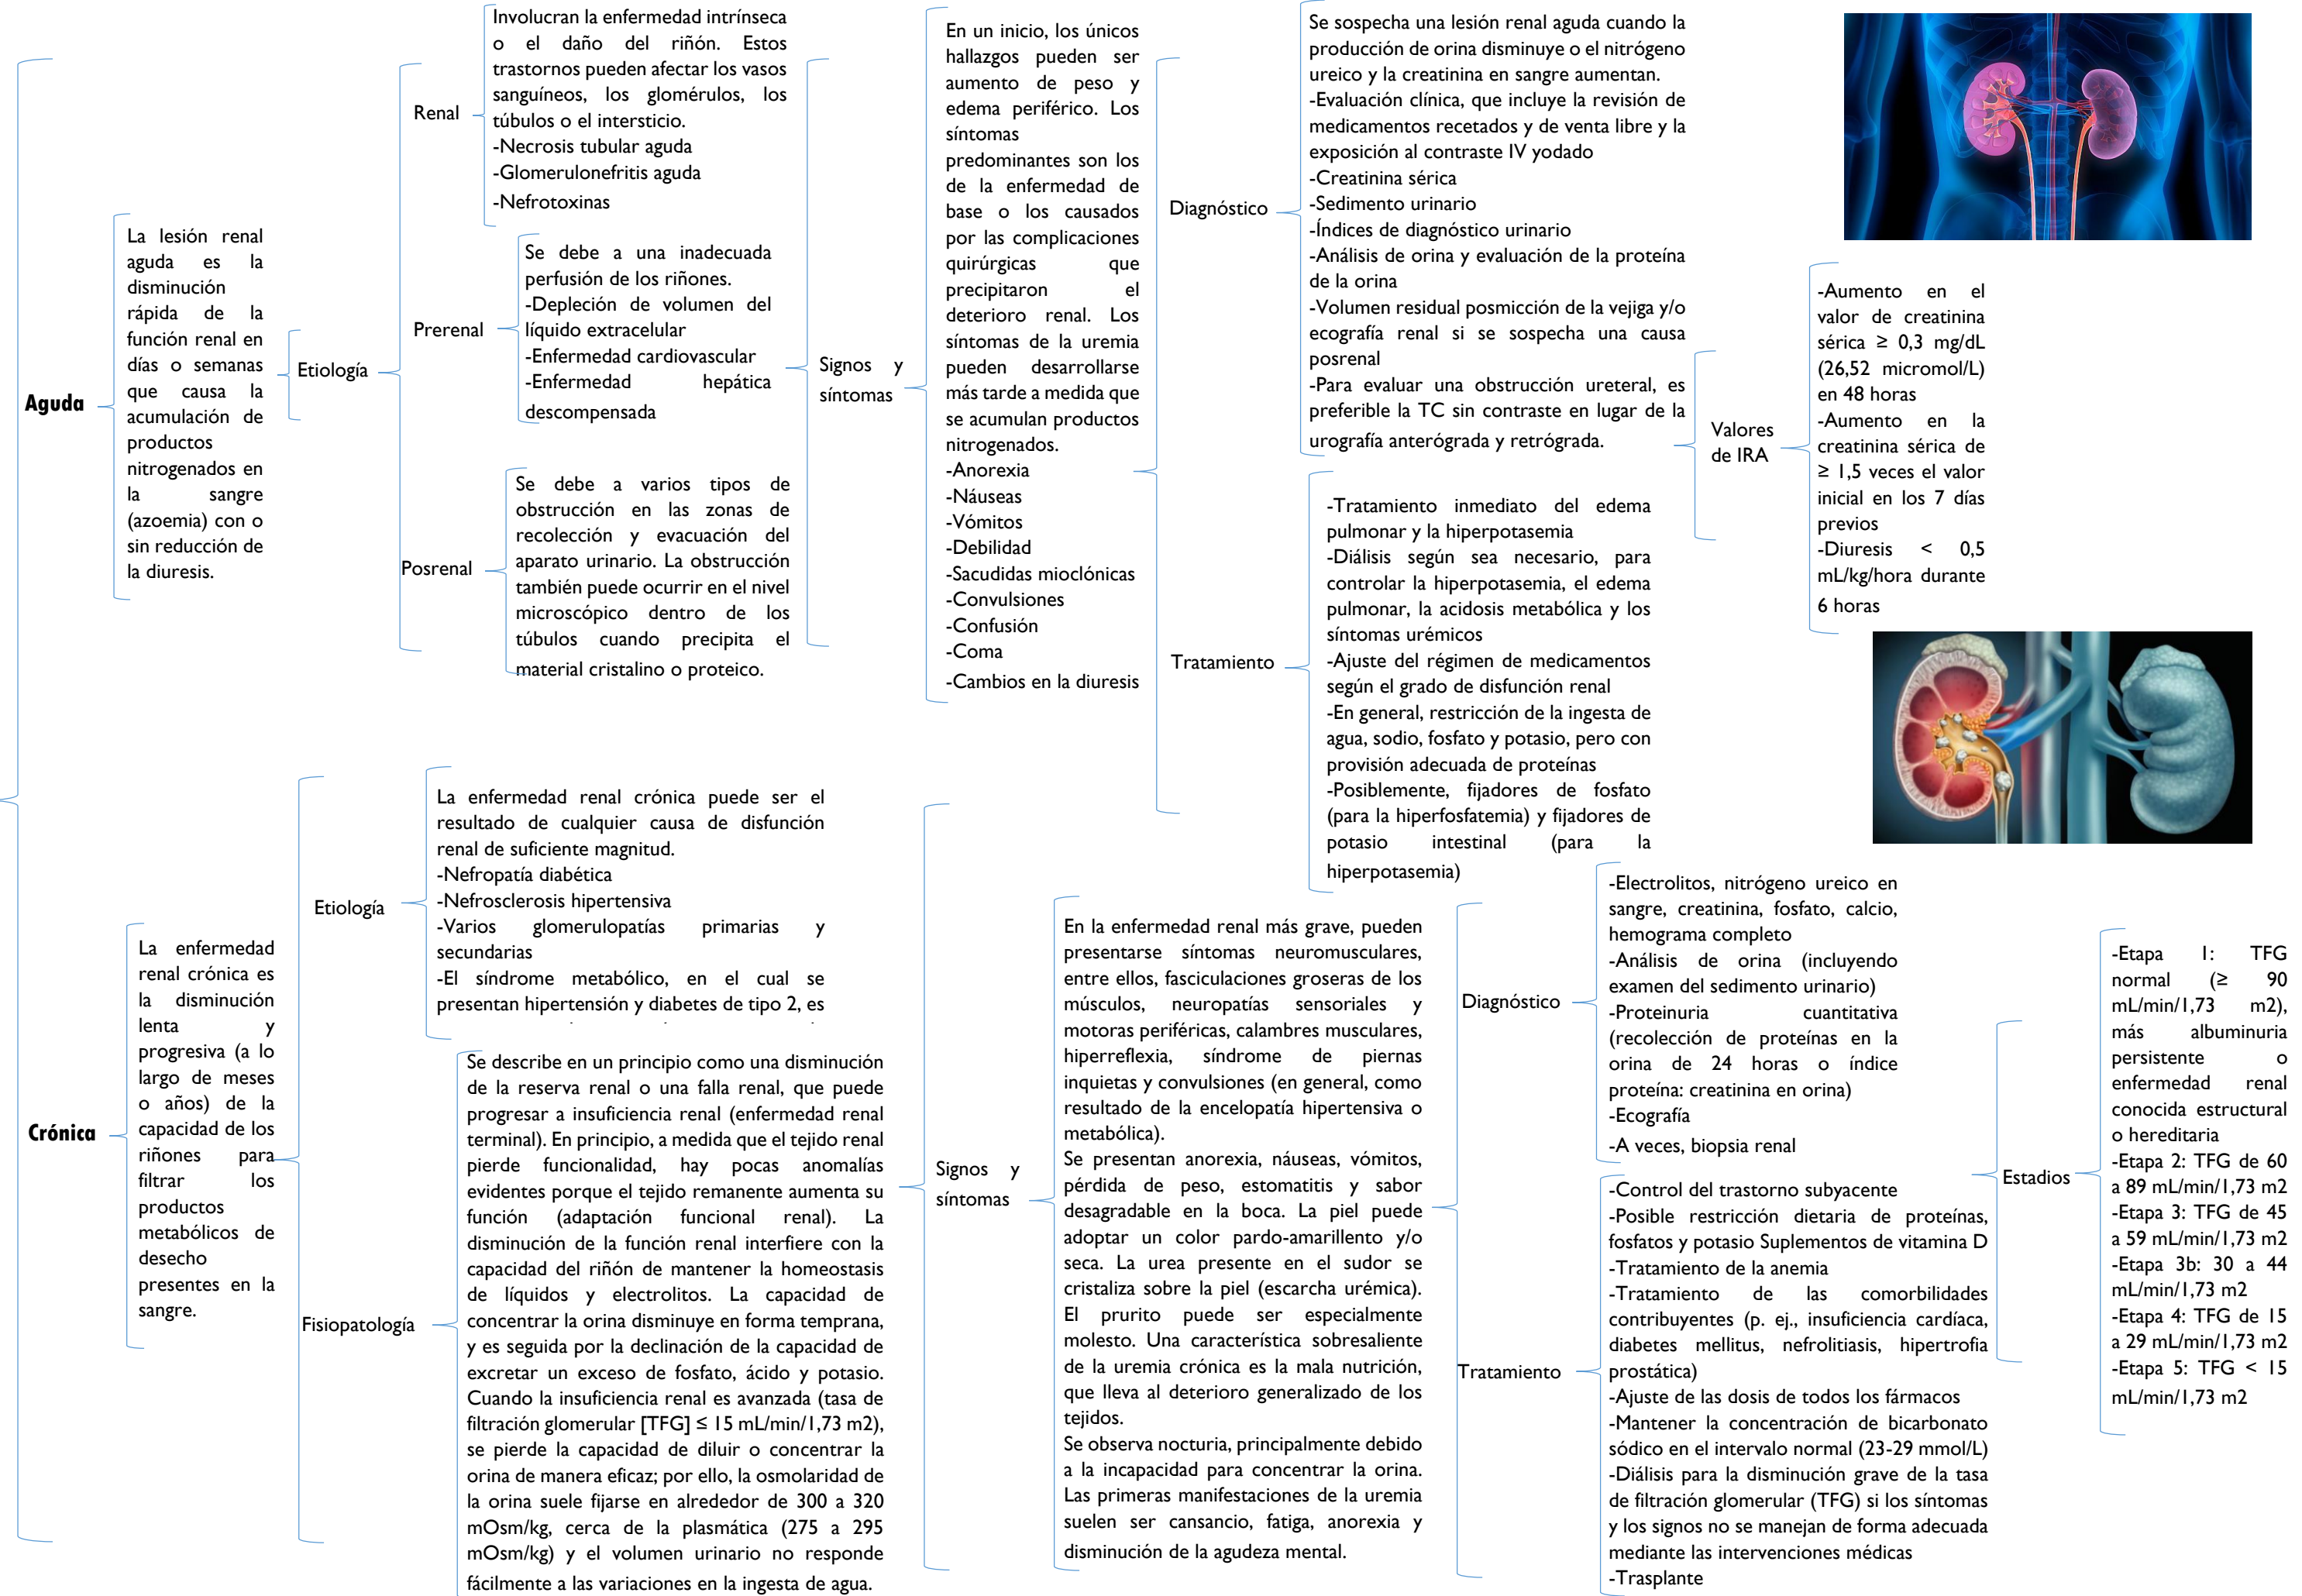 Aguda
La lesión renal
aguda es la
disminución
rápida de la
función renal en
días o semanas
que causa la
acumulación de
productos
nitrogenados en
la sangre
(azoemia) con o
sin reducción de
la diuresis.
Etiología
Renal
Involucran la enfermedad intrínseca
o el daño del riñón. Estos
trastornos pueden afectar los vasos
sanguíneos, los glomérulos, los
túbulos o el intersticio.
-Necrosis tubular aguda
-Glomerulonefritis aguda
-Nefrotoxinas
Prerenal
Se debe a una inadecuada
perfusión de los riñones.
-Depleción de volumen del
líquido extracelular
-Enfermedad cardiovascular
-Enfermedad hepática
descompensada
Posrenal
Se debe a varios tipos de
obstrucción en las zonas de
recolección y evacuación del
aparato urinario. La obstrucción
también puede ocurrir en el nivel
microscópico dentro de los
túbulos cuando precipita el
material cristalino o proteico.
Signos y
síntomas
En un inicio, los únicos
hallazgos pueden ser
aumento de peso y
edema periférico. Los
síntomas
predominantes son los
de la enfermedad de
base o los causados
por las complicaciones
quirúrgicas que
precipitaron el
deterioro renal. Los
síntomas de la uremia
pueden desarrollarse
más tarde a medida que
se acumulan productos
nitrogenados.
-Anorexia
-Náuseas
-Vómitos
-Debilidad
-Sacudidas mioclónicas
-Convulsiones
-Confusión
-Coma
-Cambios en la diuresis
Diagnóstico
Se sospecha una lesión renal aguda cuando la
producción de orina disminuye o el nitrógeno
ureico y la creatinina en sangre aumentan.
-Evaluación clínica, que incluye la revisión de
medicamentos recetados y de venta libre y la
exposición al contraste IV yodado
-Creatinina sérica
-Sedimento urinario
-Índices de diagnóstico urinario
-Análisis de orina y evaluación de la proteína
de la orina
-Volumen residual posmicción de la vejiga y/o
ecografía renal si se sospecha una causa
posrenal
-Para evaluar una obstrucción ureteral, es
preferible la TC sin contraste en lugar de la
urografía anterógrada y retrógrada.
Tratamiento
-Tratamiento inmediato del edema
pulmonar y la hiperpotasemia
-Diálisis según sea necesario, para
controlar la hiperpotasemia, el edema
pulmonar, la acidosis metabólica y los
síntomas urémicos
-Ajuste del régimen de medicamentos
según el grado de disfunción renal
-En general, restricción de la ingesta de
agua, sodio, fosfato y potasio, pero con
provisión adecuada de proteínas
-Posiblemente, fijadores de fosfato
(para la hiperfosfatemia) y fijadores de
potasio intestinal (para la
hiperpotasemia)
Valores
de IRA
-Aumento en el
valor de creatinina
sérica ≥ 0,3 mg/dL
(26,52 micromol/L)
en 48 horas
-Aumento en la
creatinina sérica de
≥ 1,5 veces el valor
inicial en los 7 días
previos
-Diuresis < 0,5
mL/kg/hora durante
6 horas
Crónica
La enfermedad
renal crónica es
la disminución
lenta y
progresiva (a lo
largo de meses
o años) de la
capacidad de los
riñones para
filtrar los
productos
metabólicos de
desecho
presentes en la
sangre.
Etiología
La enfermedad renal crónica puede ser el
resultado de cualquier causa de disfunción
renal de suficiente magnitud.
-Nefropatía diabética
-Nefrosclerosis hipertensiva
-Varios glomerulopatías primarias y
secundarias
-El síndrome metabólico, en el cual se
presentan hipertensión y diabetes de tipo 2, es
Fisiopatología
Se describe en un principio como una disminución
de la reserva renal o una falla renal, que puede
progresar a insuficiencia renal (enfermedad renal
terminal). En principio, a medida que el tejido renal
pierde funcionalidad, hay pocas anomalías
evidentes porque el tejido remanente aumenta su
función (adaptación funcional renal). La
disminución de la función renal interfiere con la
capacidad del riñón de mantener la homeostasis
de líquidos y electrolitos. La capacidad de
concentrar la orina disminuye en forma temprana,
y es seguida por la declinación de la capacidad de
excretar un exceso de fosfato, ácido y potasio.
Cuando la insuficiencia renal es avanzada (tasa de
filtración glomerular [TFG] ≤ 15 mL/min/1,73 m2),
se pierde la capacidad de diluir o concentrar la
orina de manera eficaz; por ello, la osmolaridad de
la orina suele fijarse en alrededor de 300 a 320
mOsm/kg, cerca de la plasmática (275 a 295
mOsm/kg) y el volumen urinario no responde
fácilmente a las variaciones en la ingesta de agua.
Signos y
síntomas
En la enfermedad renal más grave, pueden
presentarse síntomas neuromusculares,
entre ellos, fasciculaciones groseras de los
músculos, neuropatías sensoriales y
motoras periféricas, calambres musculares,
hiperreflexia, síndrome de piernas
inquietas y convulsiones (en general, como
resultado de la encelopatía hipertensiva o
metabólica).
Se presentan anorexia, náuseas, vómitos,
pérdida de peso, estomatitis y sabor
desagradable en la boca. La piel puede
adoptar un color pardo-amarillento y/o
seca. La urea presente en el sudor se
cristaliza sobre la piel (escarcha urémica).
El prurito puede ser especialmente
molesto. Una característica sobresaliente
de la uremia crónica es la mala nutrición,
que lleva al deterioro generalizado de los
tejidos.
Se observa nocturia, principalmente debido
a la incapacidad para concentrar la orina.
Las primeras manifestaciones de la uremia
suelen ser cansancio, fatiga, anorexia y
disminución de la agudeza mental.
Diagnóstico
-Electrolitos, nitrógeno ureico en
sangre, creatinina, fosfato, calcio,
hemograma completo
-Análisis de orina (incluyendo
examen del sedimento urinario)
-Proteinuria cuantitativa
(recolección de proteínas en la
orina de 24 horas o índice
proteína: creatinina en orina)
-Ecografía
-A veces, biopsia renal
Tratamiento
-Control del trastorno subyacente
-Posible restricción dietaria de proteínas,
fosfatos y potasio Suplementos de vitamina D
-Tratamiento de la anemia
-Tratamiento de las comorbilidades
contribuyentes (p. ej., insuficiencia cardíaca,
diabetes mellitus, nefrolitiasis, hipertrofia
prostática)
-Ajuste de las dosis de todos los fármacos
-Mantener la concentración de bicarbonato
sódico en el intervalo normal (23-29 mmol/L)
-Diálisis para la disminución grave de la tasa
de filtración glomerular (TFG) si los síntomas
y los signos no se manejan de forma adecuada
mediante las intervenciones médicas
-Trasplante
Estadios
-Etapa 1: TFG
normal (≥ 90
mL/min/1,73 m2),
más albuminuria
persistente o
enfermedad renal
conocida estructural
o hereditaria
-Etapa 2: TFG de 60
a 89 mL/min/1,73 m2
-Etapa 3: TFG de 45
a 59 mL/min/1,73 m2
-Etapa 3b: 30 a 44
mL/min/1,73 m2
-Etapa 4: TFG de 15
a 29 mL/min/1,73 m2
-Etapa 5: TFG < 15
mL/min/1,73 m2